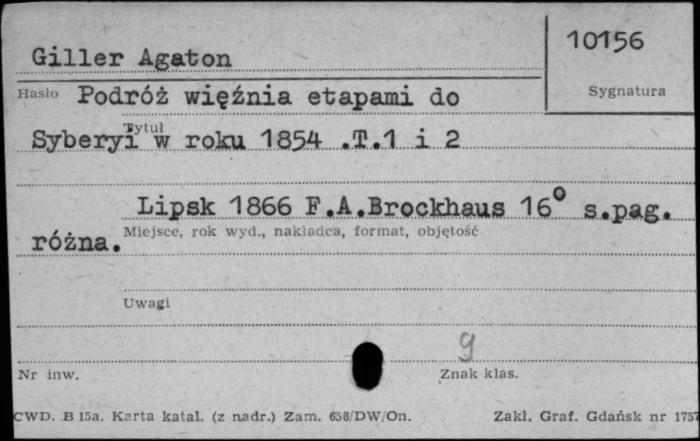 10156
Giller Agaton
Hasło Podróż więźnia etapami do
Sygnatura
Tytuł
Syberyi w roku 1854 .T.1 i 2
Lipsk 1866 F.A.Brockhaus 16° s.pag.
Miejsce, rok wyd., nakładca, format, objętość
różna.
Uwagi
9
Nr inw.
Znak klas.
CWD. B 15a. Karta katal. (z nadr.) Zam. 658/DW/On.
Zakł. Graf. Gdańsk nr 1757